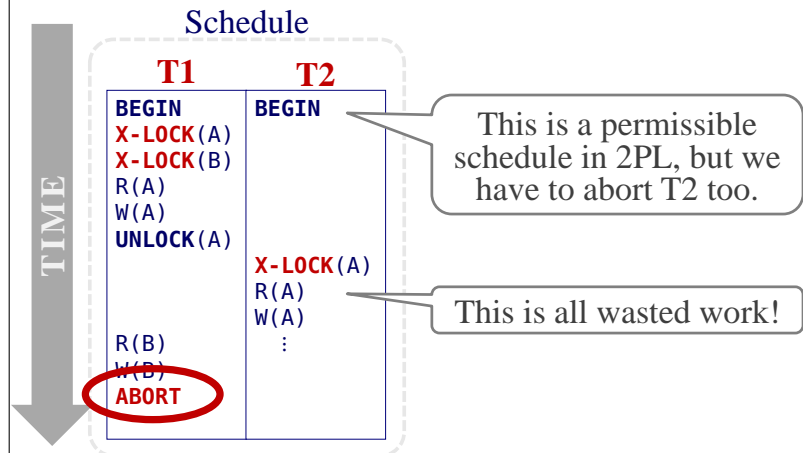 Schedule
TIME
T1
T2
BEGIN
X-LOCK(A)
X-LOCK(B)
R(A)
W(A)
UNLOCK(A)
R(B)
W(B)
ABORT
BEGIN
X-LOCK(A)
R(A)
W(A)
⋮
This is a permissible
schedule in 2PL, but we
have to abort T2 too.
This is all wasted work!